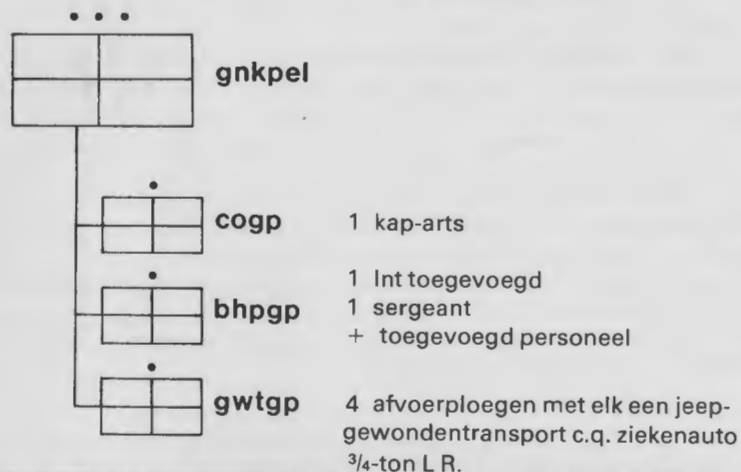 gnkpel
cogp 1 kap-arts
bhpgp 1 Int toegevoegd
1 sergeant
+ toegevoegd personeel
gwtgp 4 afvoerploegen met elk een jeep-
gewondentransport c.q. ziekenauto
3/4-ton L R.